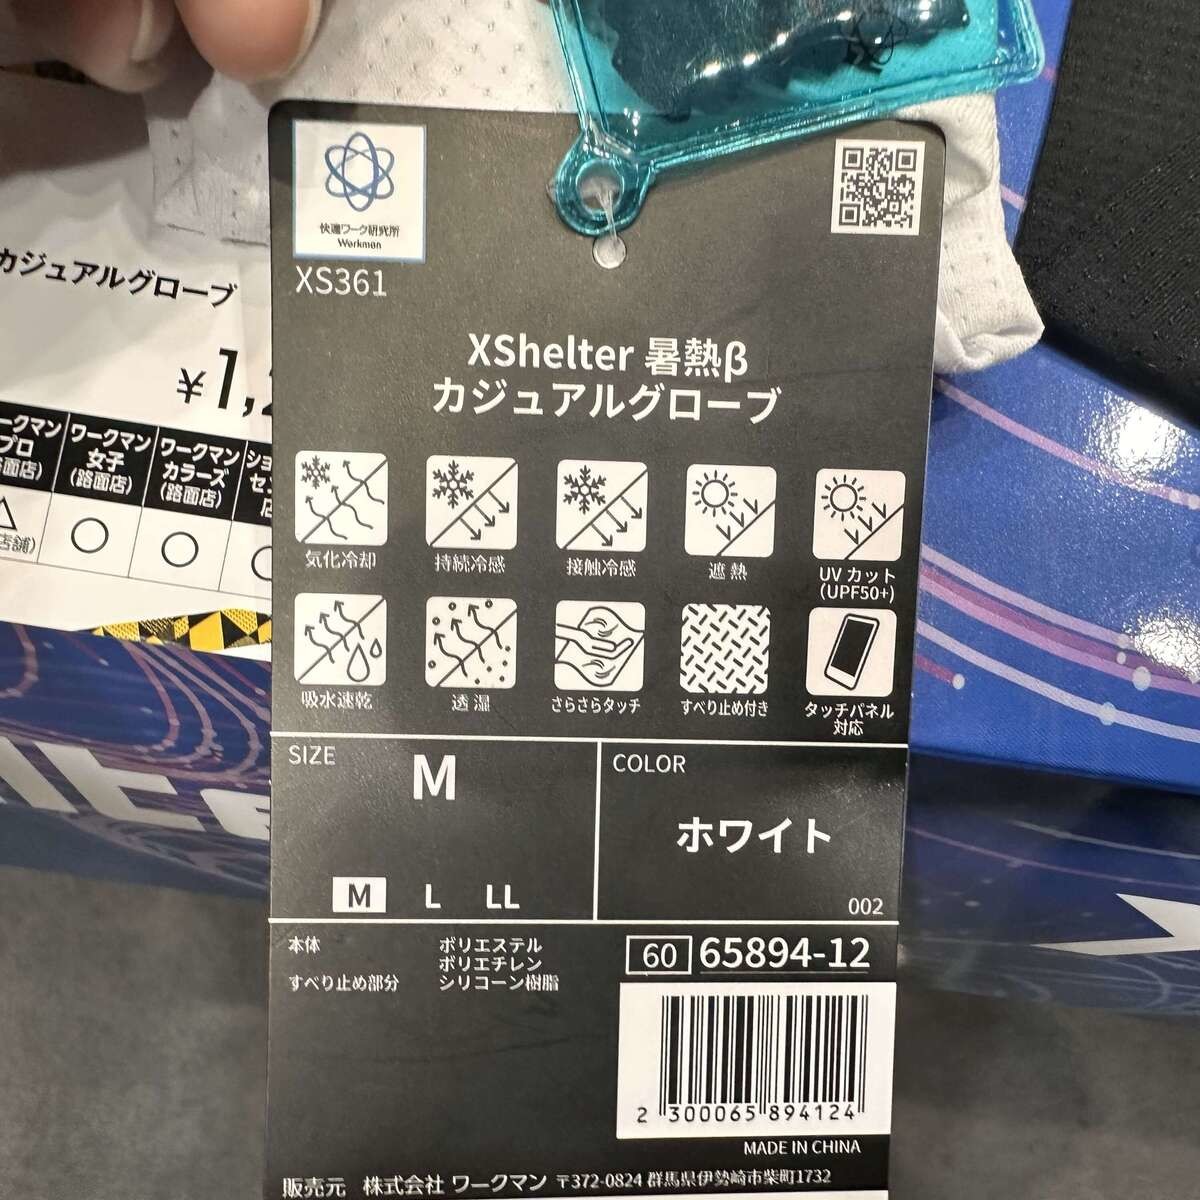 快適ワーク研究所
Workman
XS361
XShelter 暑熱β
カジュアルグローブ
気化冷却
持続冷感
接触冷感
遮熱
UVカット
(UPF50+)
吸水速乾
透湿
さらさらタッチ
すべり止め付き
タッチパネル
対応
SIZE
M
M L LL
COLOR
ホワイト
002
本体 ポリエステル
ポリエチレン
すべり止め部分 シリコーン樹脂
60 65894-12
2 300065 894124
MADE IN CHINA
販売元 株式会社 ワークマン 〒372-0824 群馬県伊勢崎市柴町1732
カジュアルグローブ
¥1,
ワークマン
女子
(路面店)
ワークマン
カラーズ
(路面店)